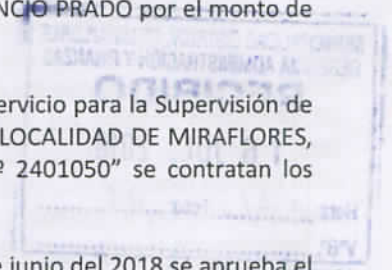 NCIO PRADO por el monto de
ervicio para la Supervisión de
LOCALIDAD DE MIRAFLORES,
2401050" se contratan los
e junio del 2018 se aprueba el